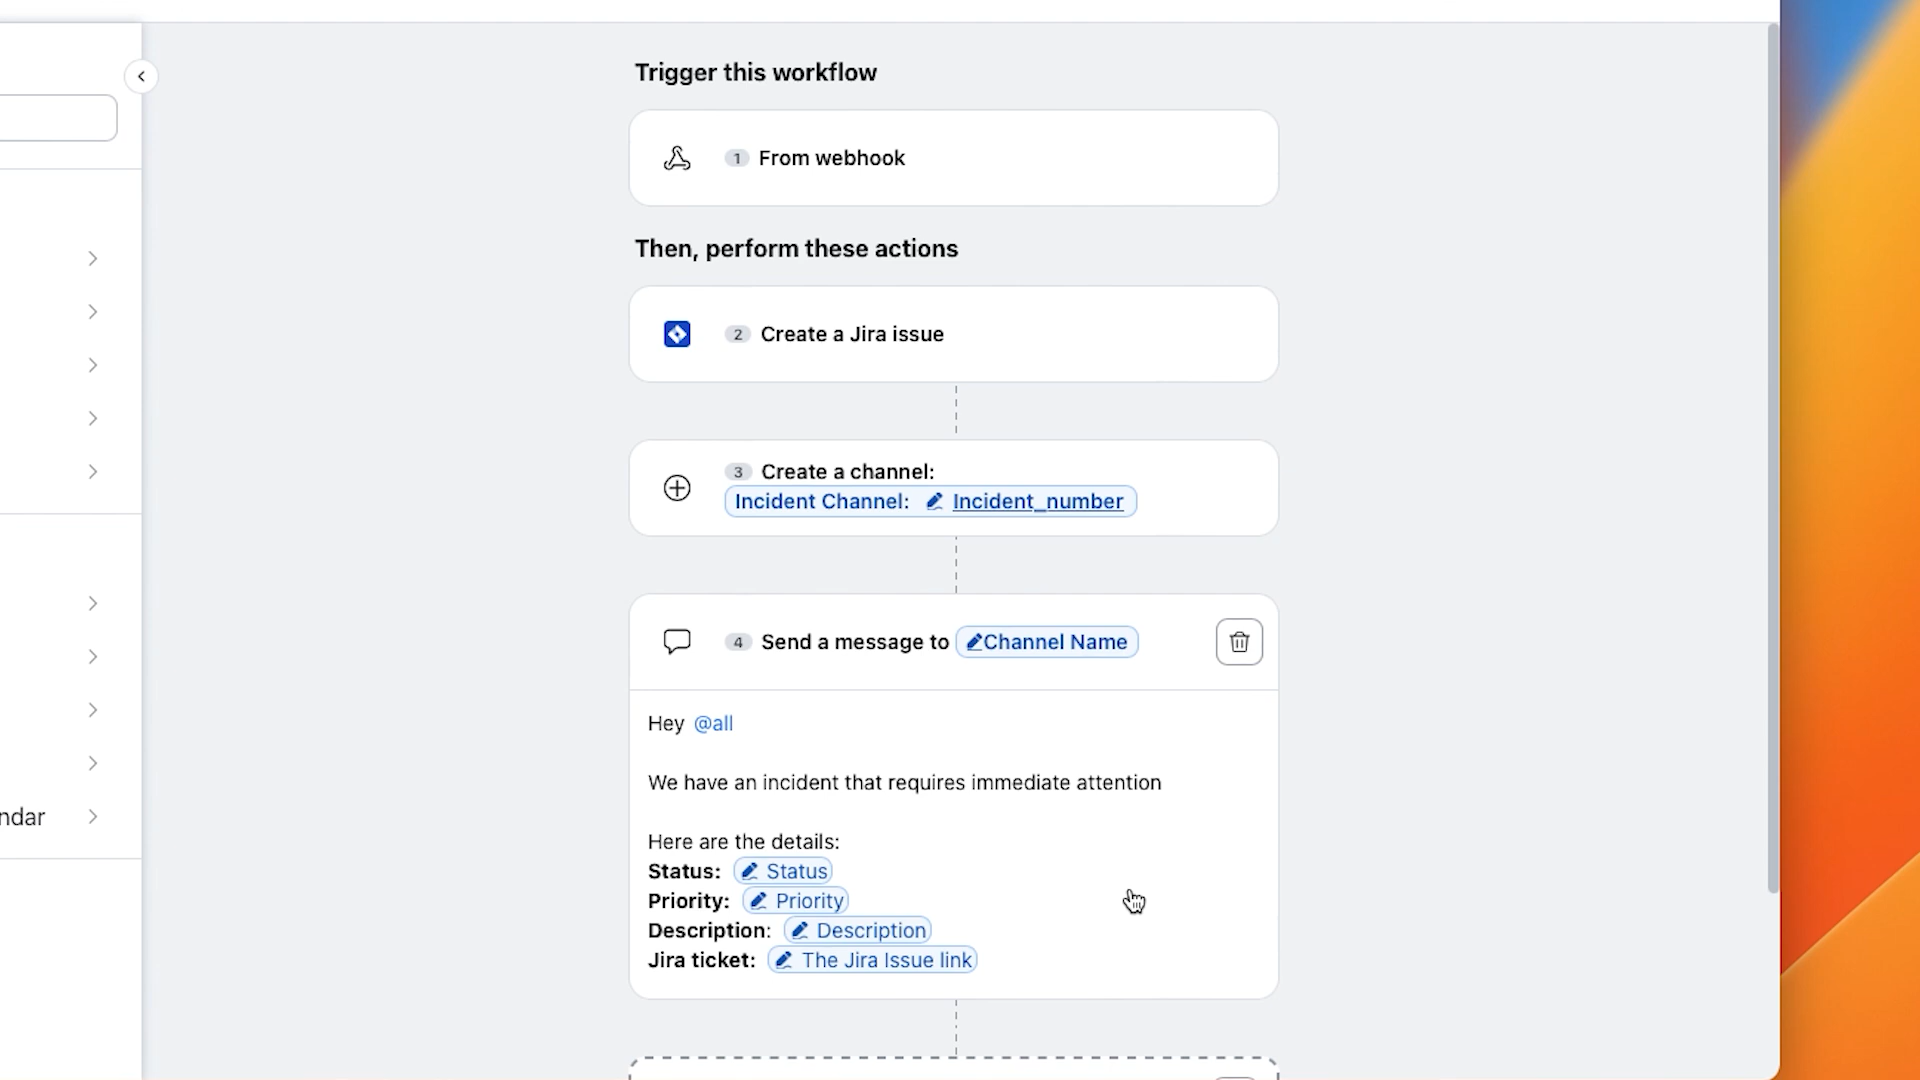 Trigger this workflow
1 From webhook
Then, perform these actions
2 Create a Jira issue
3 Create a channel:
Incident Channel: Incident_number
4 Send a message to Channel Name
Hey @all
We have an incident that requires immediate attention
Here are the details:
Status: Status
Priority: Priority
Description: Description
Jira ticket: The Jira Issue link
ndar